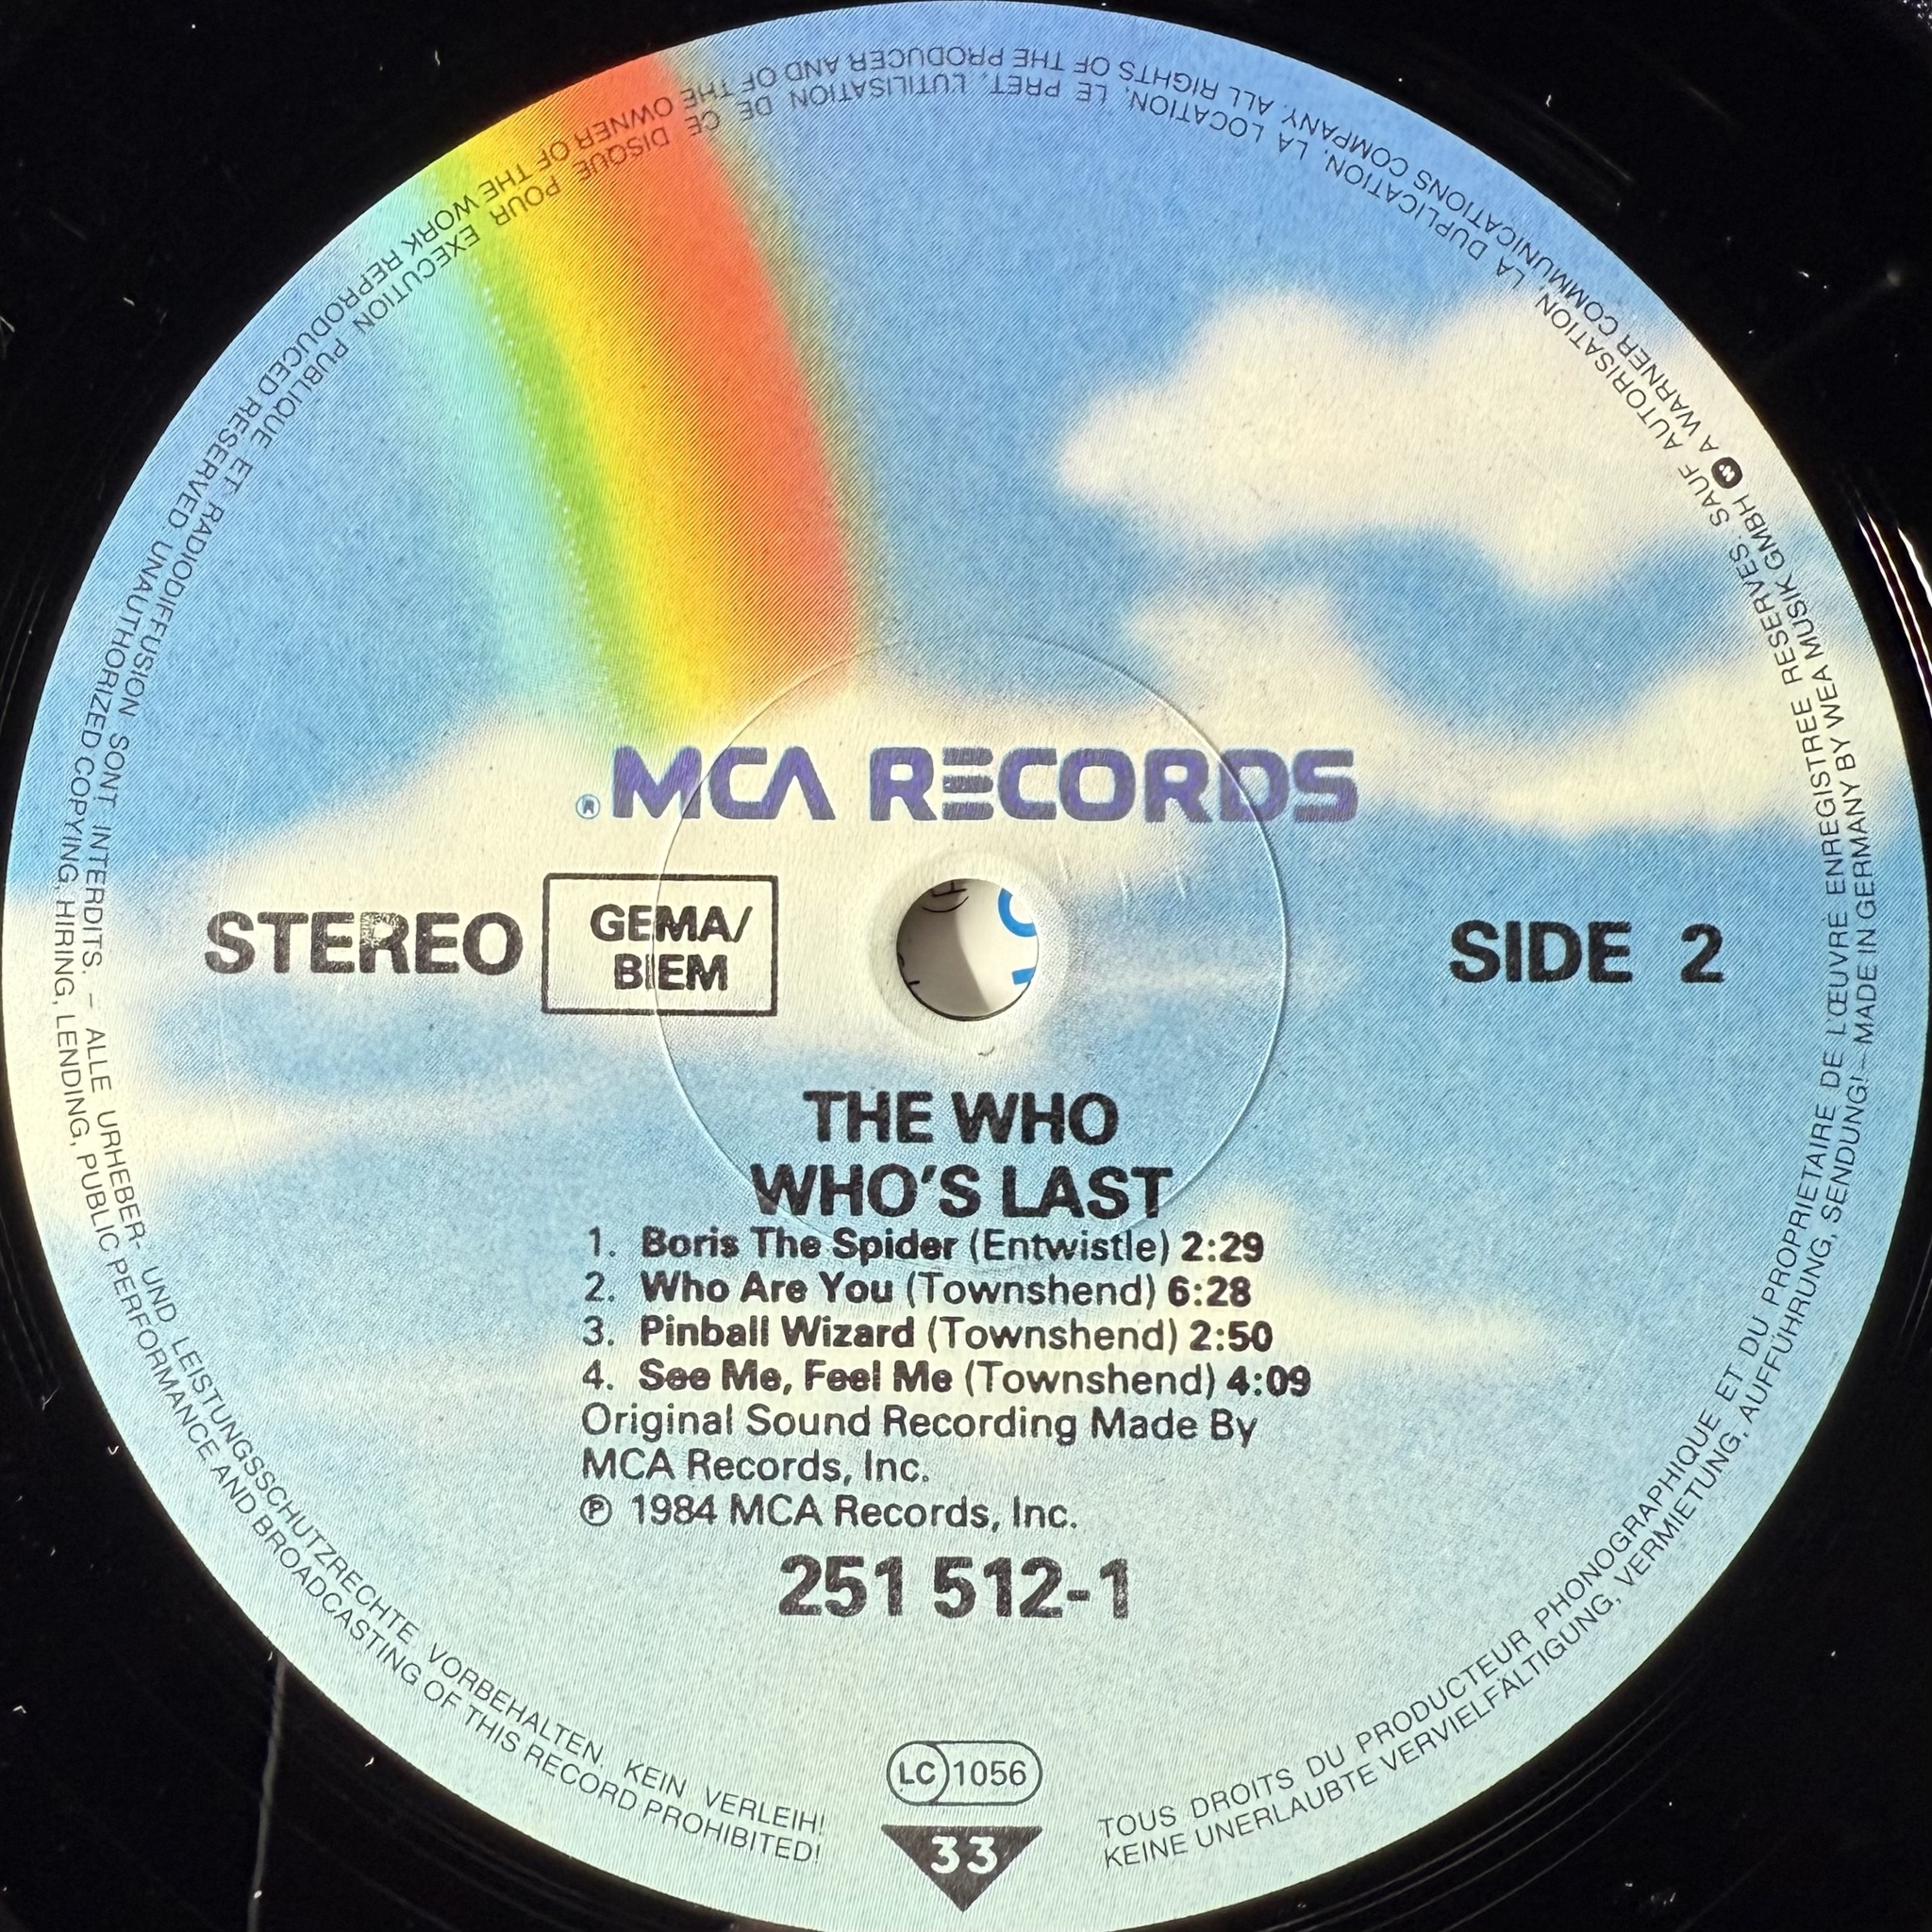 ® MCA RECORDS
STEREO
GEMA/
BIEM
SIDE 2
THE WHO
WHO'S LAST
1. Boris The Spider (Entwistle) 2:29
2. Who Are You (Townshend) 6:28
3. Pinball Wizard (Townshend) 2:50
4. See Me, Feel Me (Townshend) 4:09
Original Sound Recording Made By
MCA Records, Inc.
℗ 1984 MCA Records, Inc.
251 512-1
LC 1056
33
TOUS DROITS DU PRODUCTEUR PHONOGRAPHIQUE ET DU PROPRIETAIRE DE L'ŒUVRE ENREGISTREE RESERVES. SAUF AUTORISATION, LA DUPLICATION, LA LOCATION, LE PRET, L'UTILISATION DE CE DISQUE POUR EXECUTION PUBLIQUE ET RADIODIFFUSION SONT INTERDITS. – ALLE URHEBER- UND LEISTUNGSSCHUTZRECHTE VORBEHALTEN. KEIN VERLEIH!
KEINE UNERLAUBTE VERVIELFÄLTIGUNG, VERMIETUNG, AUFFÜHRUNG, SENDUNG! – MADE IN GERMANY BY WEA MUSIK GMBH A WARNER COMMUNICATIONS COMPANY. ALL RIGHTS OF THE PRODUCER AND OF THE OWNER OF THE WORK REPRODUCED RESERVED. UNAUTHORIZED COPYING, HIRING, LENDING, PUBLIC PERFORMANCE AND BROADCASTING OF THIS RECORD PROHIBITED!